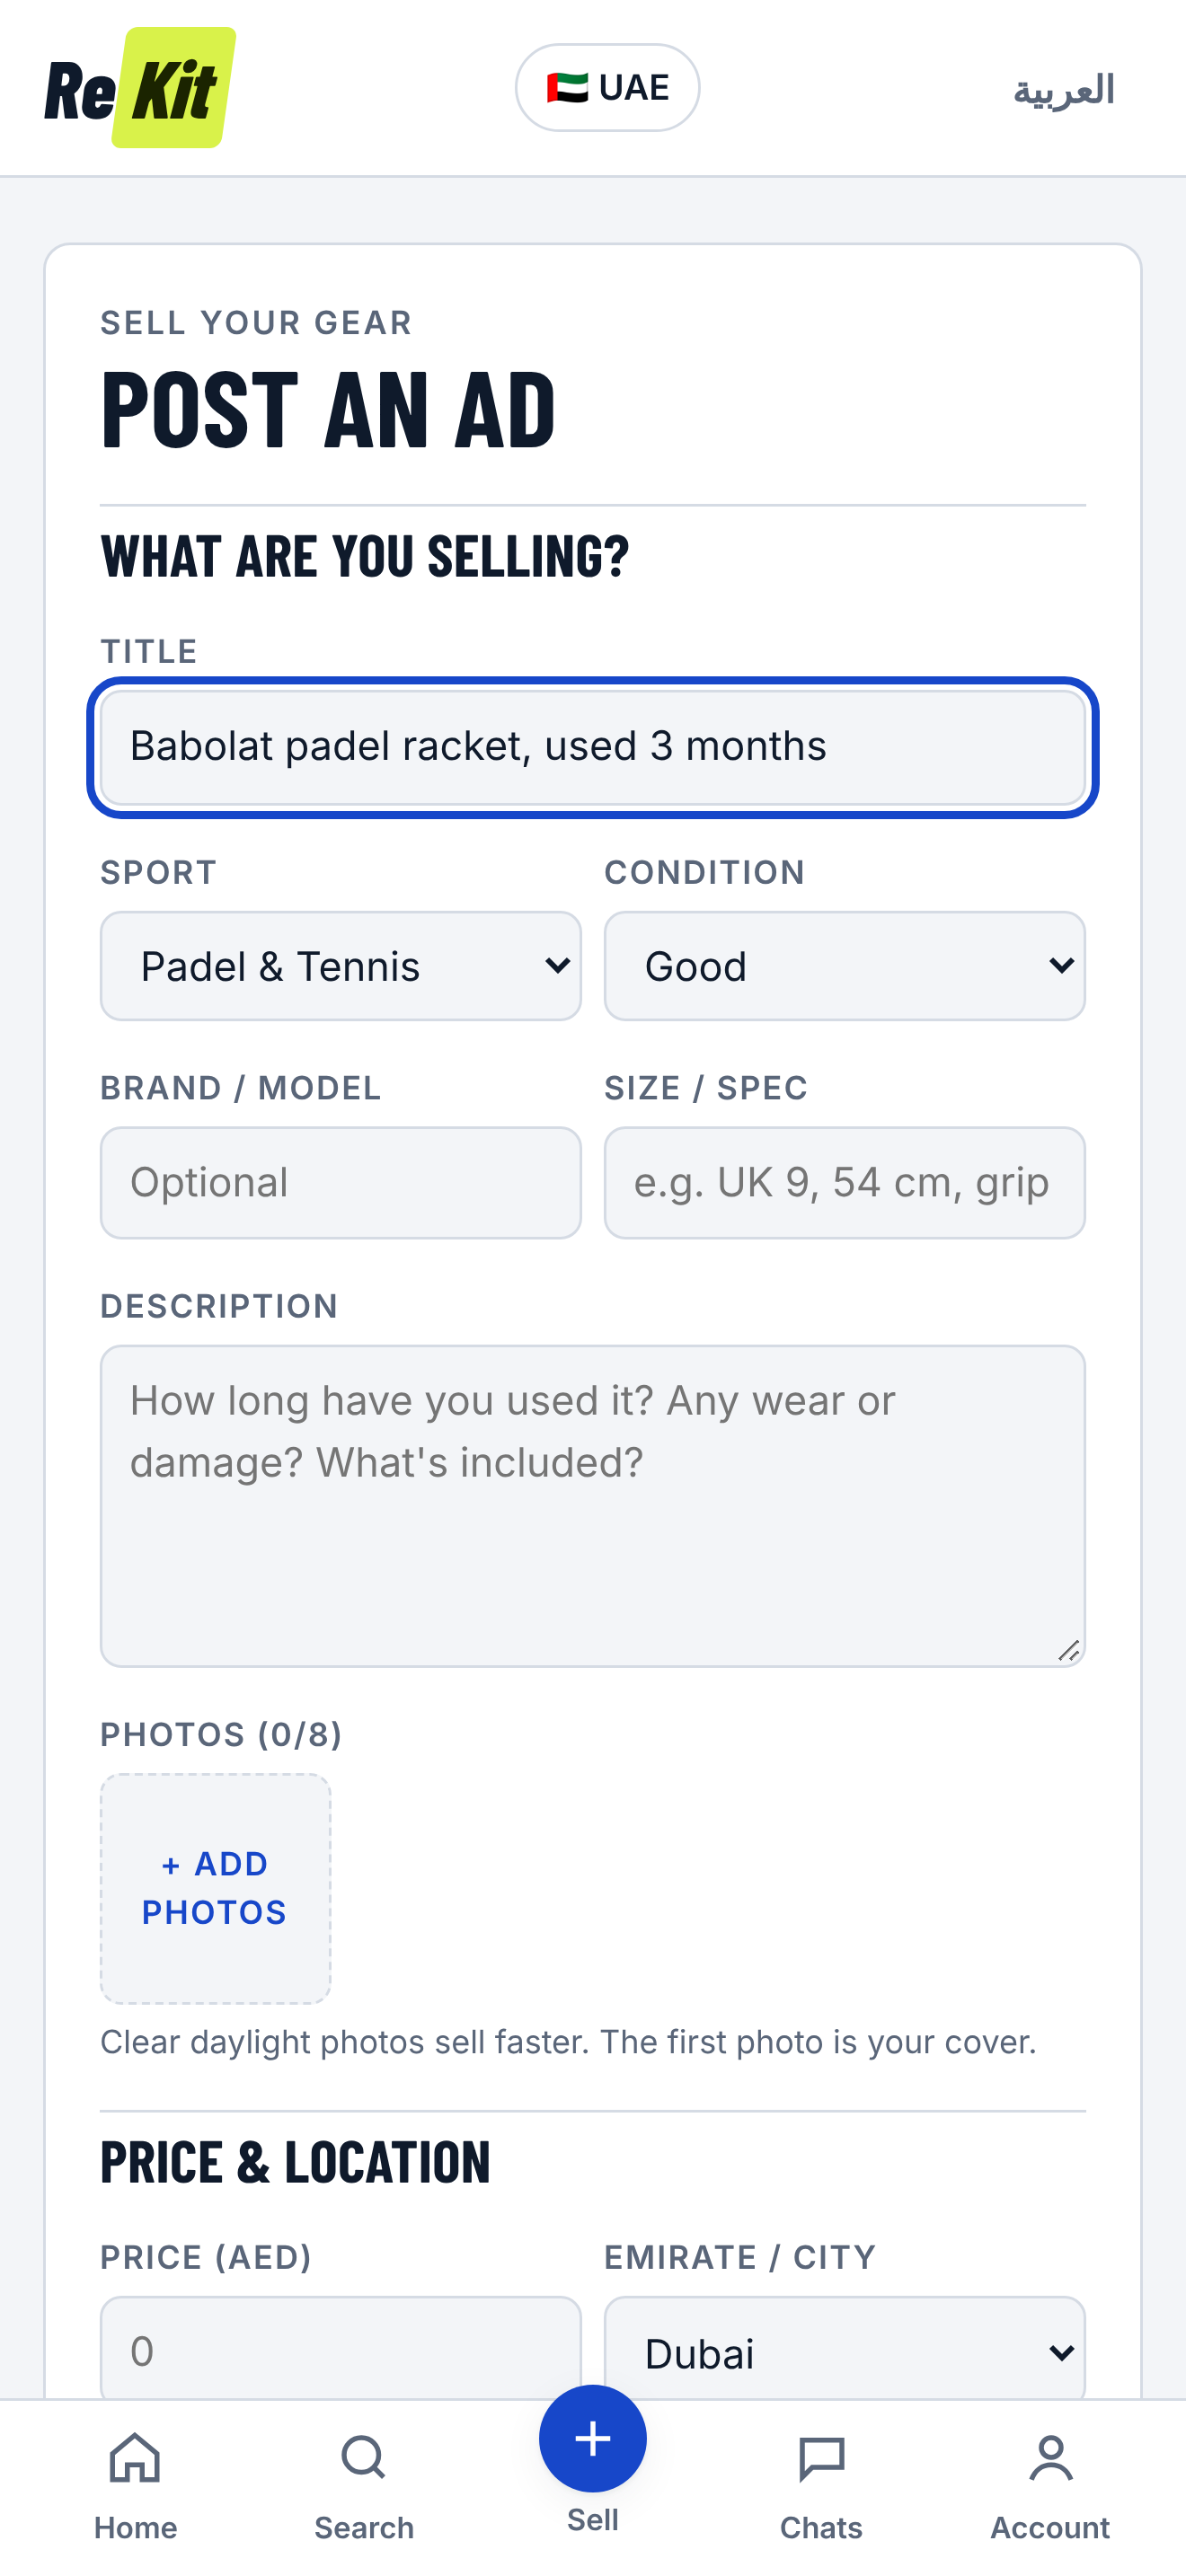 ReKit
UAE
العربية
SELL YOUR GEAR
POST AN AD
WHAT ARE YOU SELLING?
TITLE
Babolat padel racket, used 3 months
SPORT
CONDITION
Padel & Tennis
Good
BRAND / MODEL
SIZE / SPEC
Optional
e.g. UK 9, 54 cm, grip
DESCRIPTION
How long have you used it? Any wear or
damage? What's included?
PHOTOS (0/8)
+ ADD
PHOTOS
Clear daylight photos sell faster. The first photo is your cover.
PRICE & LOCATION
PRICE (AED)
EMIRATE / CITY
0
Dubai
Home
Search
Sell
Chats
Account